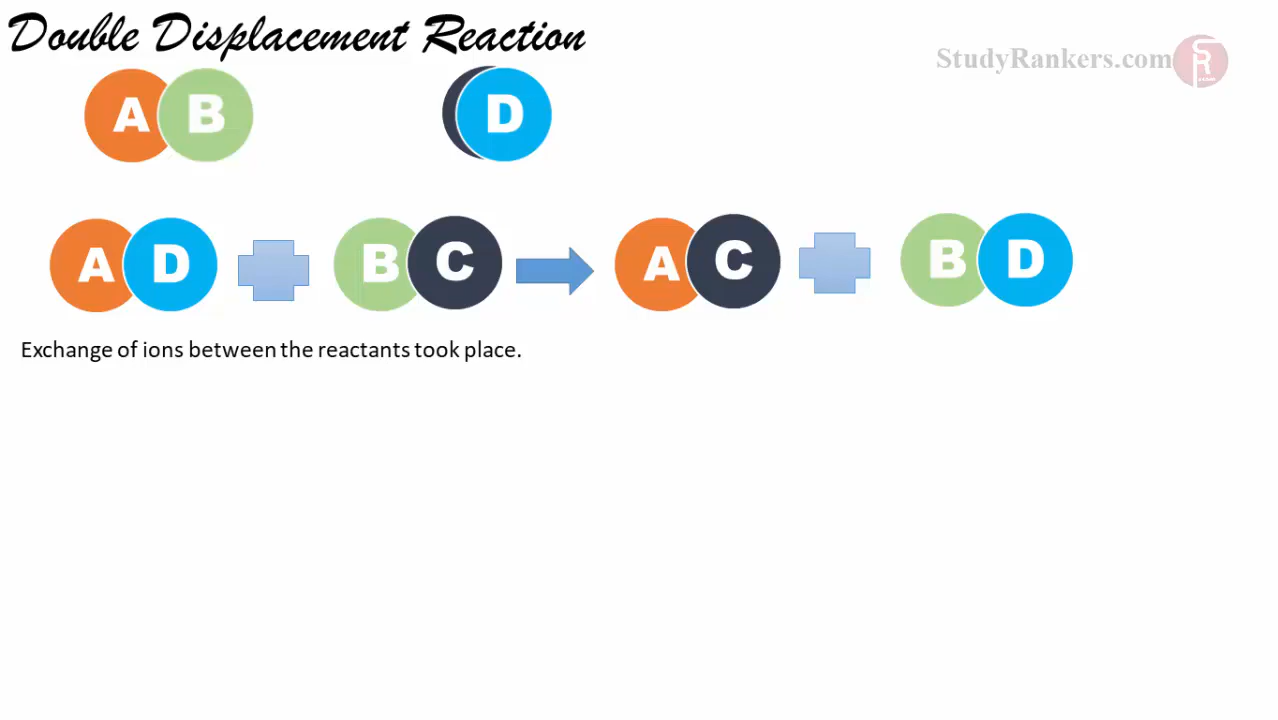 Double Displacement Reaction
StudyRankers.com
A B D
A D B C A C B D
Exchange of ions between the reactants took place.